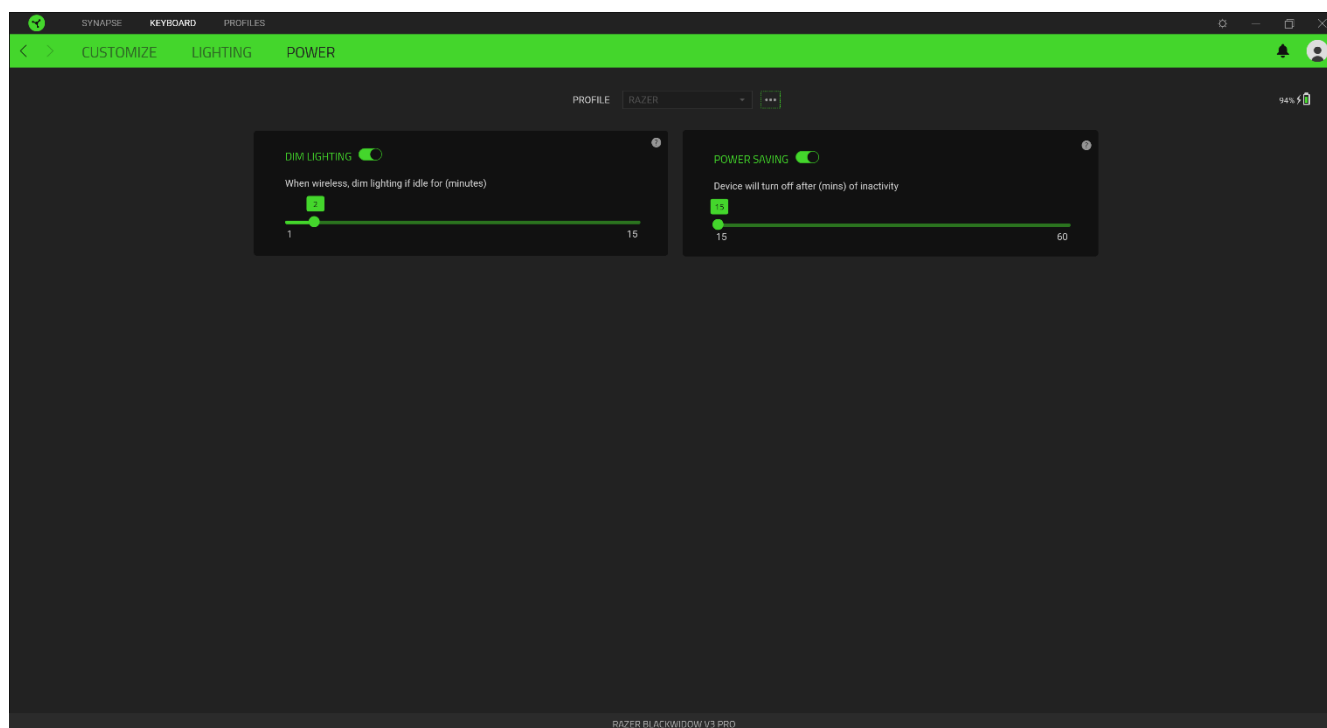 SYNAPSE KEYBOARD PROFILES
CUSTOMIZE LIGHTING POWER
PROFILE RAZER
94%
DIM LIGHTING
When wireless, dim lighting if idle for (minutes)
2
1 15
POWER SAVING
Device will turn off after (mins) of inactivity
15
15 60
RAZER BLACKWIDOW V3 PRO